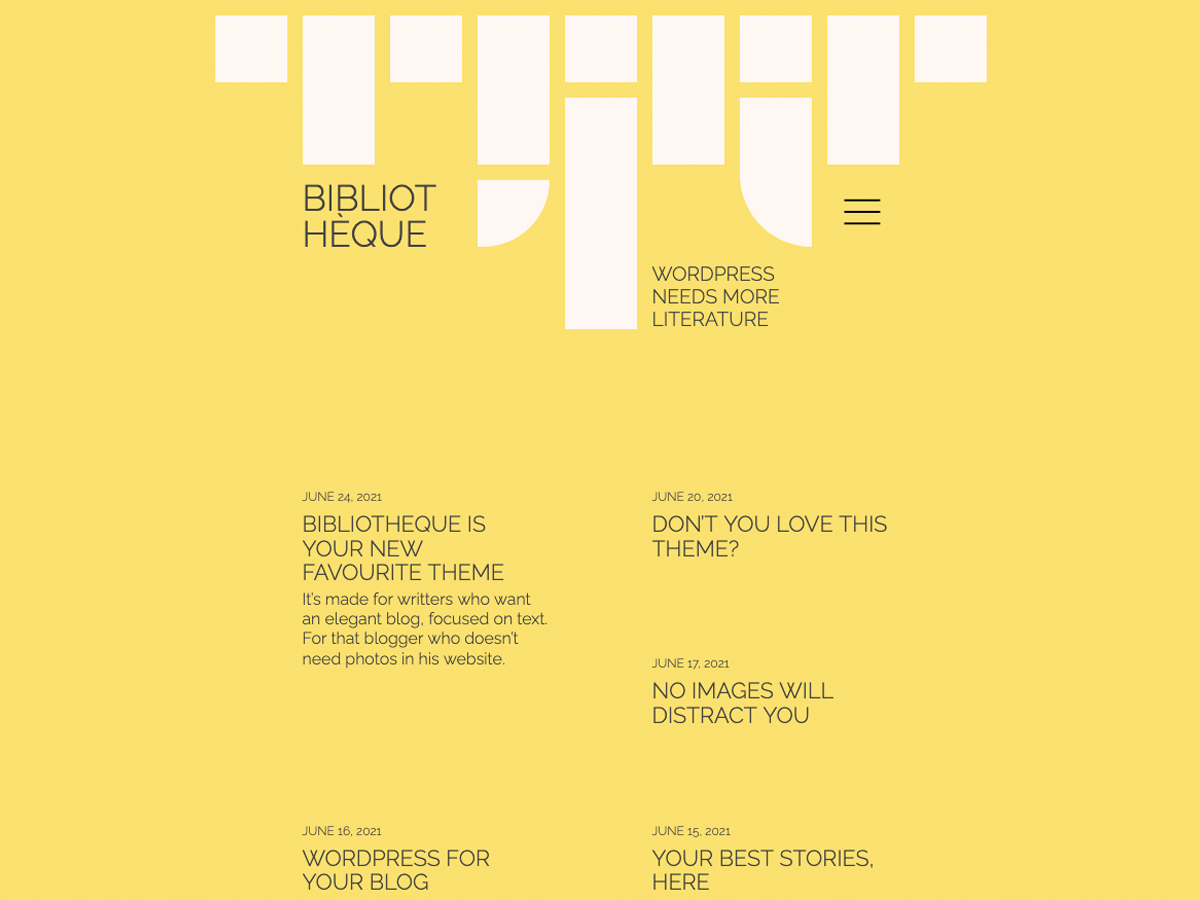 BIBLIOT
HÈQUE
WORDPRESS
NEEDS MORE
LITERATURE
JUNE 24, 2021
BIBLIOTHEQUE IS
YOUR NEW
FAVOURITE THEME
It's made for writters who want
an elegant blog, focused on text.
For that blogger who doesn't
need photos in his website.
JUNE 20, 2021
DON'T YOU LOVE THIS
THEME?
JUNE 17, 2021
NO IMAGES WILL
DISTRACT YOU
JUNE 16, 2021
WORDPRESS FOR
YOUR BLOG
JUNE 15, 2021
YOUR BEST STORIES,
HERE